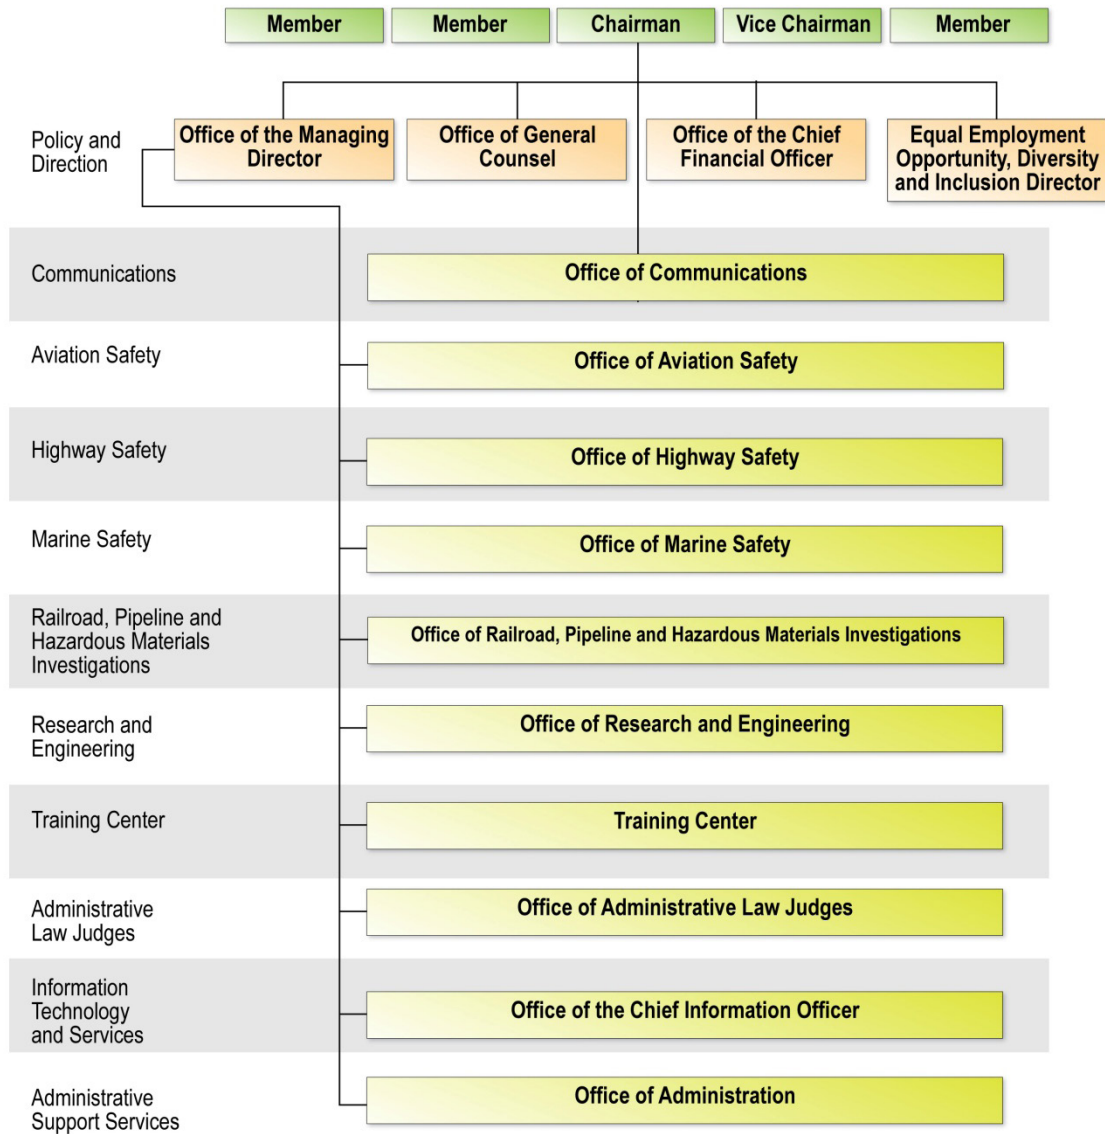 Member
Member
Chairman
Vice Chairman
Member
Policy and
Direction
Office of the Managing
Director
Office of General
Counsel
Office of the Chief
Financial Officer
Equal Employment
Opportunity, Diversity
and Inclusion Director
Communications
Office of Communications
Aviation Safety
Office of Aviation Safety
Highway Safety
Office of Highway Safety
Marine Safety
Office of Marine Safety
Railroad, Pipeline and
Hazardous Materials
Investigations
Office of Railroad, Pipeline and Hazardous Materials Investigations
Research and
Engineering
Office of Research and Engineering
Training Center
Training Center
Administrative
Law Judges
Office of Administrative Law Judges
Information
Technology
and Services
Office of the Chief Information Officer
Administrative
Support Services
Office of Administration